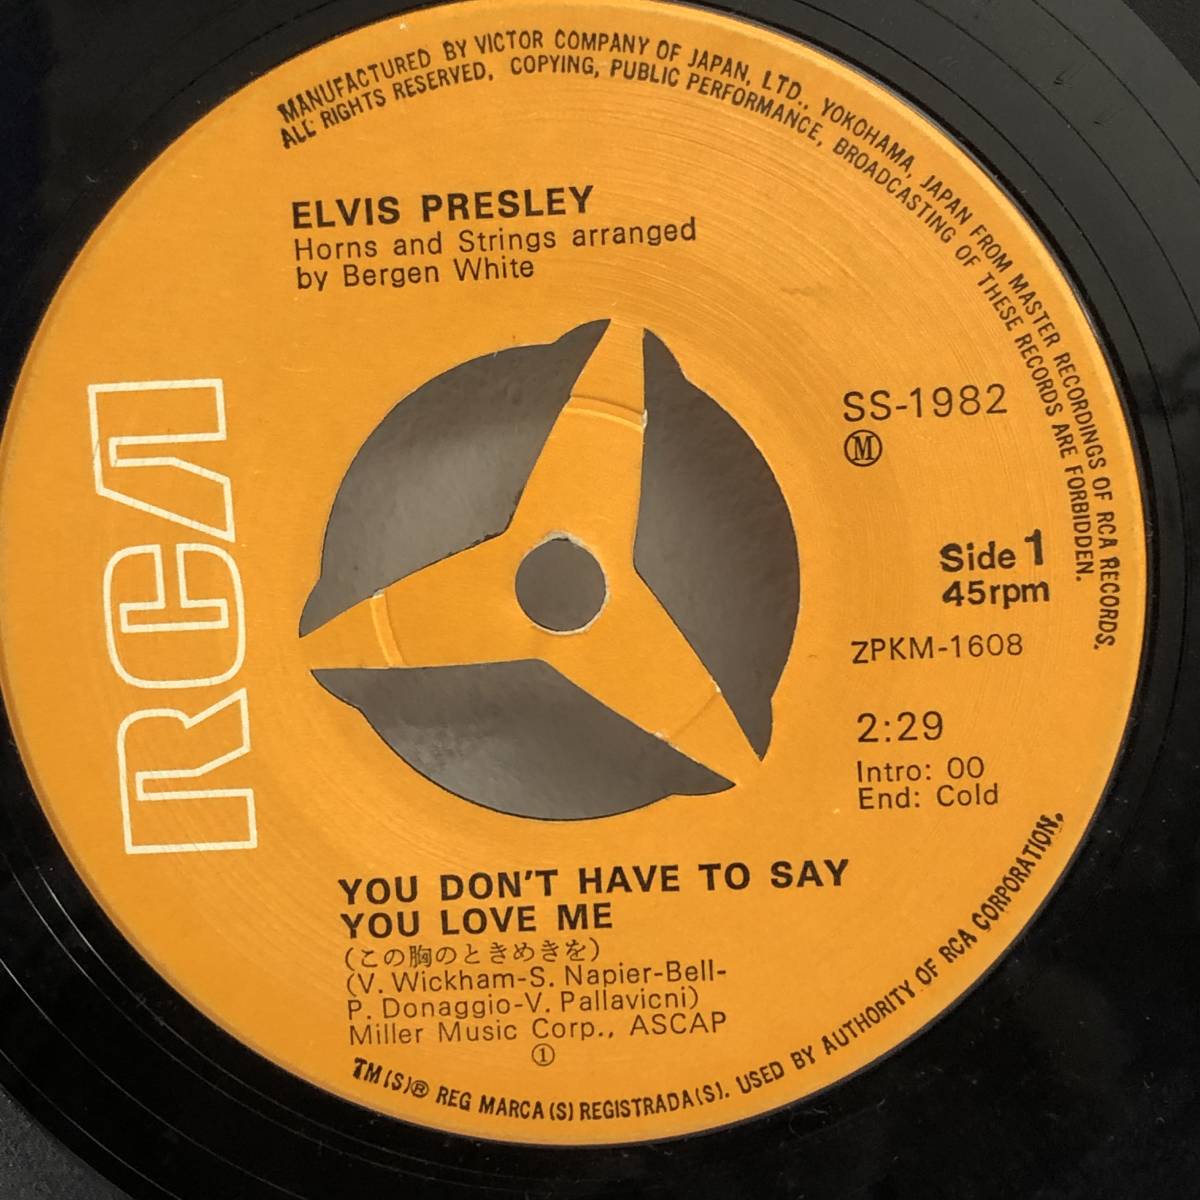 MANUFACTURED BY VICTOR COMPANY OF JAPAN, LTD., YOKOHAMA, JAPAN FROM MASTER RECORDINGS OF RCA RECORDS.
ALL RIGHTS RESERVED, COPYING, PUBLIC PERFORMANCE, BROADCASTING OF THESE RECORDS ARE FORBIDDEN.
ELVIS PRESLEY
Horns and Strings arranged
by Bergen White
RCA
SS-1982
Ⓜ
Side 1
45rpm
ZPKM-1608
2:29
Intro: 00
End: Cold
YOU DON'T HAVE TO SAY
YOU LOVE ME
(この胸のときめきを)
(V. Wickham-S. Napier-Bell-
P. Donaggio-V. Pallavicni)
Miller Music Corp., ASCAP
①
TM(S)® REG MARCA(S) REGISTRADA(S). USED BY AUTHORITY OF RCA CORPORATION.